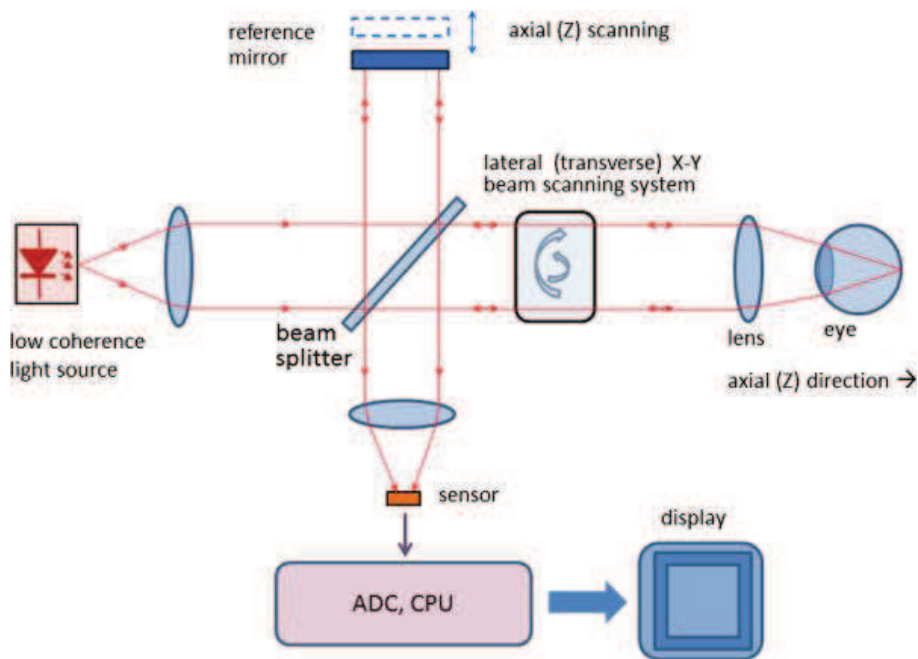 reference
mirror
axial (Z) scanning
lateral (transverse) X-Y
beam scanning system
low coherence
light source
beam
splitter
lens
eye
axial (Z) direction →
sensor
display
ADC, CPU